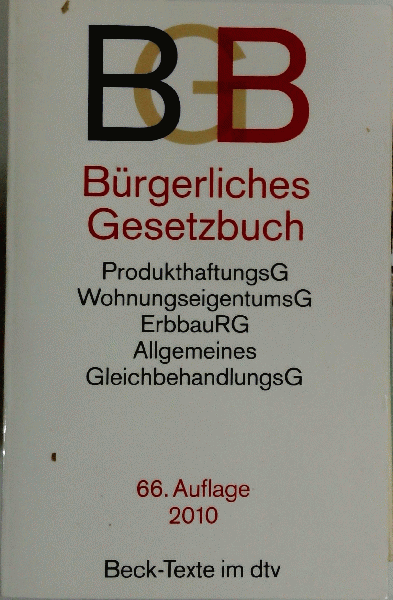 BGB
Bürgerliches
Gesetzbuch
ProdukthaftungsG
WohnungseigentumsG
ErbbauRG
Allgemeines
GleichbehandlungsG
66. Auflage
2010
Beck-Texte im dtv